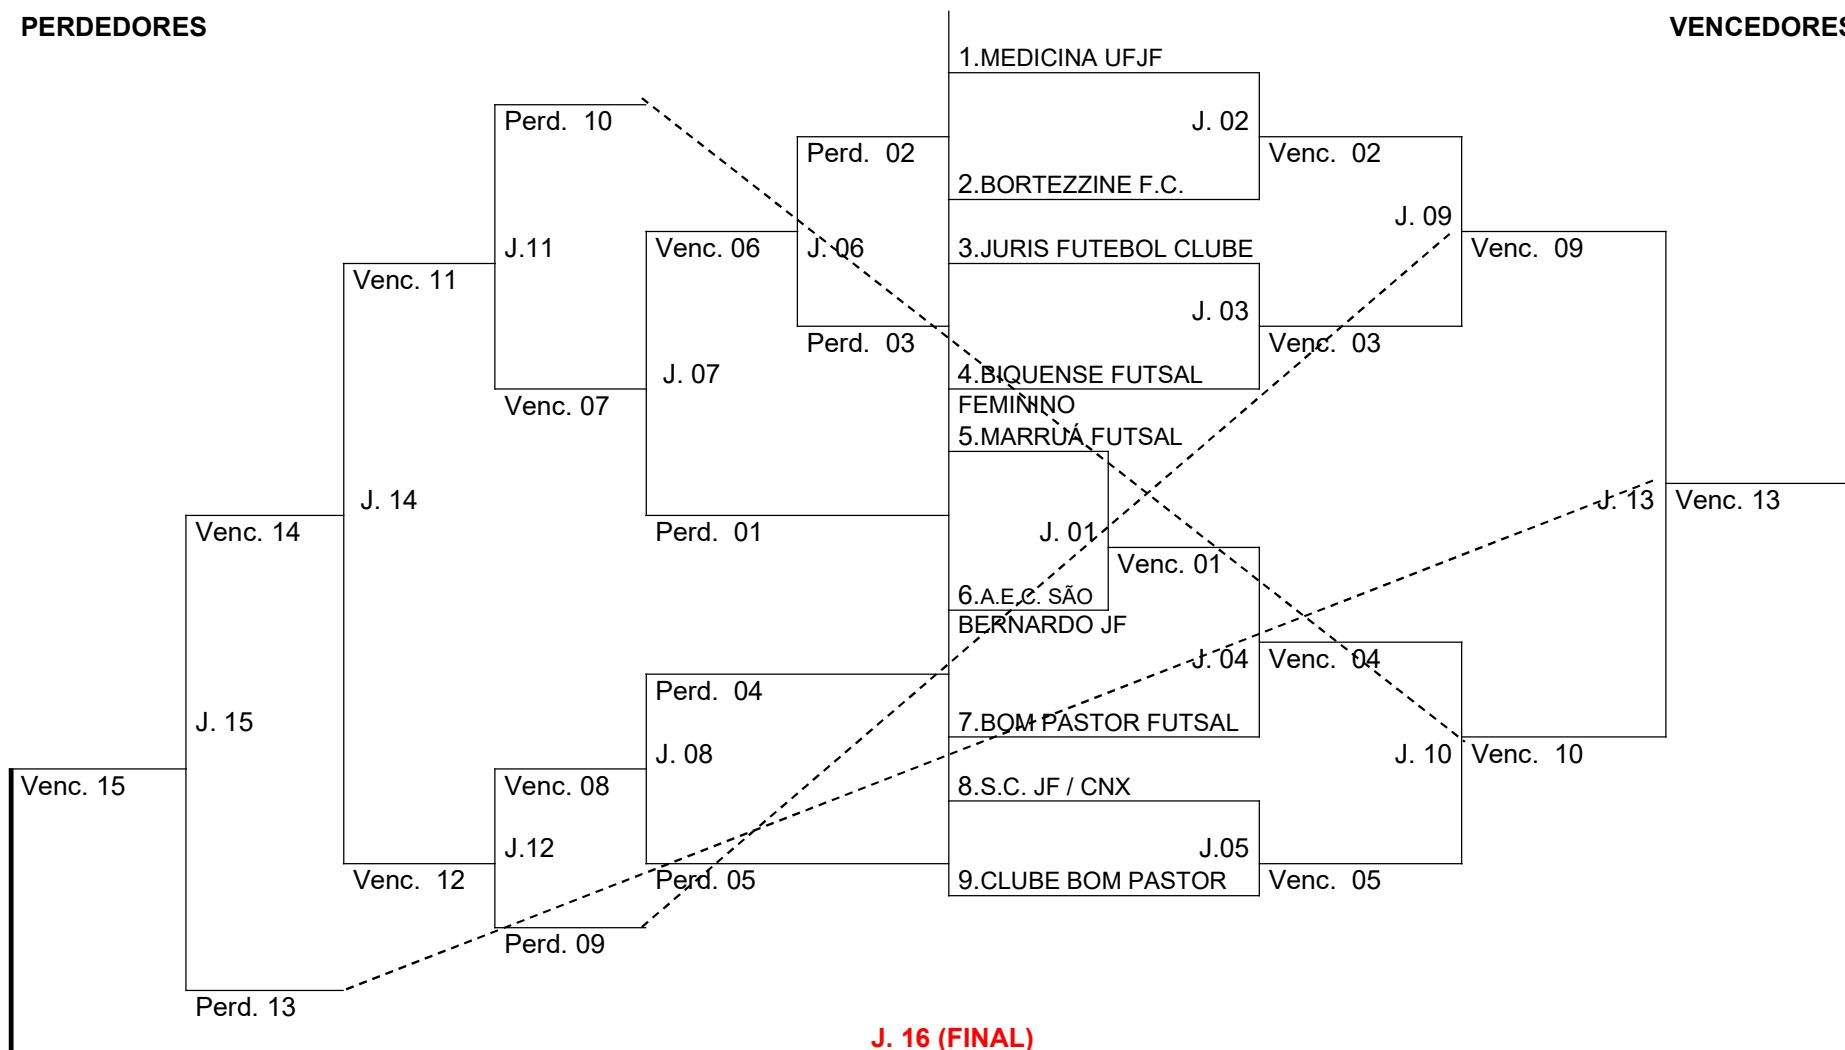 PERDEDORES
VENCEDORES
1.MEDICINA UFJF
Perd. 10
J. 02
Perd. 02
Venc. 02
2.BORTEZZINE F.C.
J. 09
J.11
Venc. 06
J. 06
3.JURIS FUTEBOL CLUBE
Venc. 09
Venc. 11
J. 03
Perd. 03
Venc. 03
J. 07
4.BIQUENSE FUTSAL
FEMININO
Venc. 07
5.MARRUÁ FUTSAL
J. 14
J. 13
Venc. 13
Venc. 14
Perd. 01
J. 01
Venc. 01
6.A.E.C. SÃO
BERNARDO JF
J. 04
Venc. 04
Perd. 04
J. 15
7.BOM PASTOR FUTSAL
J. 08
J. 10
Venc. 10
Venc. 15
Venc. 08
8.S.C. JF / CNX
J.12
J.05
Venc. 12
Perd. 05
9.CLUBE BOM PASTOR
Venc. 05
Perd. 09
Perd. 13
J. 16 (FINAL)